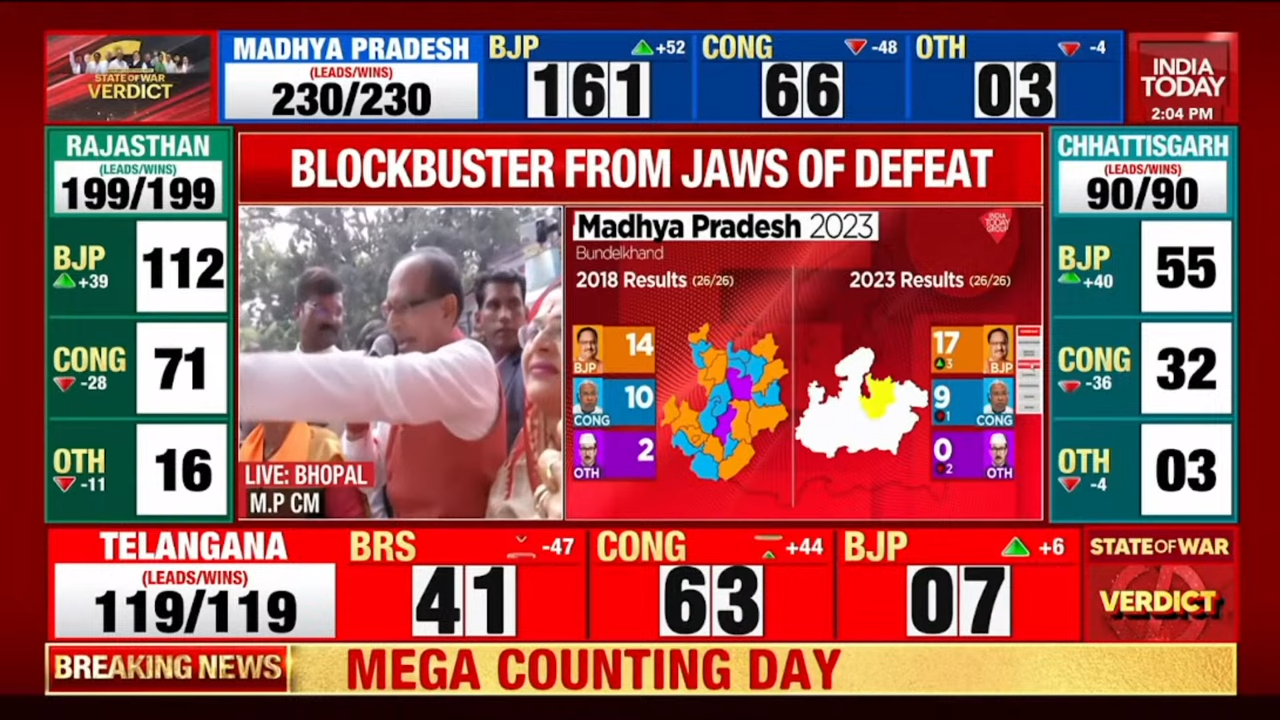 STATE OF WAR
VERDICT
MADHYA PRADESH
(LEADS/WINS)
230/230
BJP
+52
161
CONG
-48
66
OTH
-4
03
INDIA
TODAY
2:04 PM
RAJASTHAN
(LEADS/WINS)
199/199
BJP
+39
112
CONG
-28
71
OTH
-11
16
BLOCKBUSTER FROM JAWS OF DEFEAT
LIVE: BHOPAL
M.P CM
Madhya Pradesh 2023
Bundelkhand
INDIA
TODAY
GROUP
2018 Results (26/26)
14
BJP
10
CONG
2
OTH
2023 Results (26/26)
17
3
BJP
9
1
CONG
0
2
OTH
CHHATTISGARH
(LEADS/WINS)
90/90
BJP
+40
55
CONG
-36
32
OTH
-4
03
TELANGANA
(LEADS/WINS)
119/119
BRS
-47
41
CONG
+44
63
BJP
+6
07
STATE OF WAR
VERDICT
BREAKING NEWS
MEGA COUNTING DAY